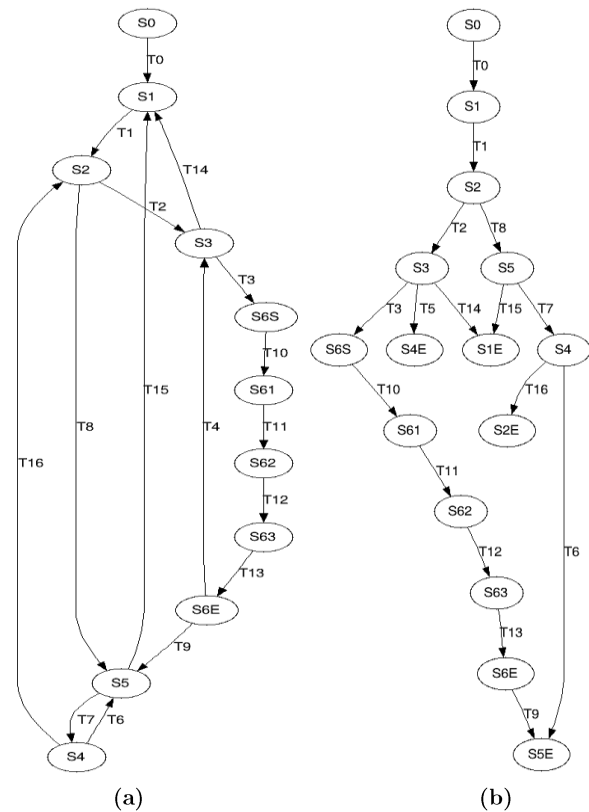 S0
T0
S1
T1
S2
T2
T14
S3
T3
S6S
T10
S61
T15
T8
T4
T11
T16
S62
T12
S63
T13
S6E
T9
S5
T7
T6
S4
(a)
S0
T0
S1
T1
S2
T2
T8
S3
S5
T3
T5
T14
T15
T7
S6S
S4E
S1E
S4
T10
T16
S61
S2E
T11
S62
T12
T6
S63
T13
S6E
T9
S5E
(b)